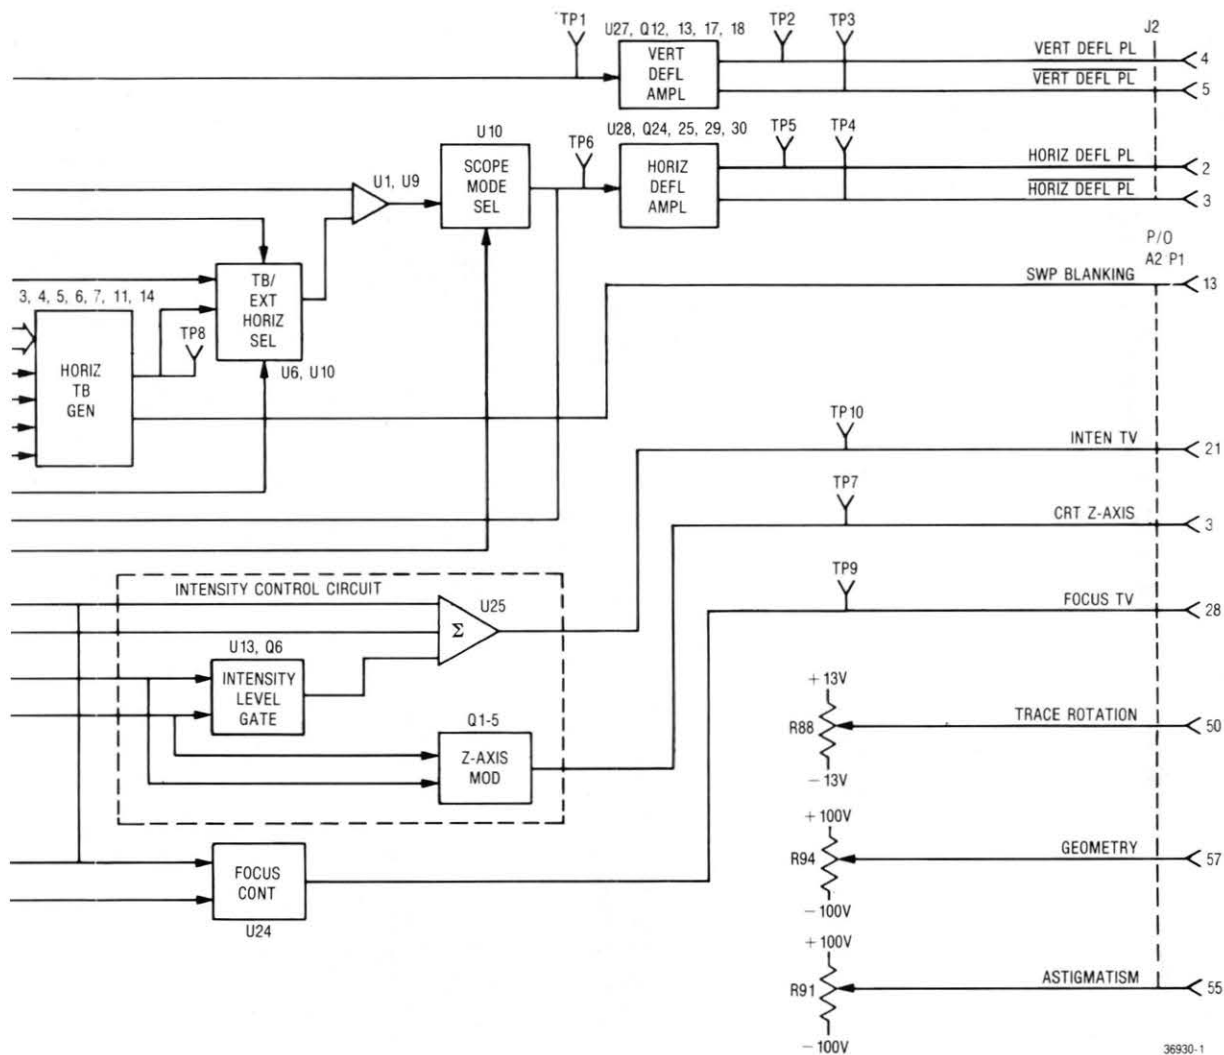 TP1
U27, Q12, 13, 17, 18
TP2
TP3
J2
VERT
DEFL
AMPL
VERT DEFL PL
4
VERT DEFL PL
5
U28, Q24, 25, 29, 30
TP5
TP4
U10
TP6
SCOPE
MODE
SEL
HORIZ
DEFL
AMPL
HORIZ DEFL PL
2
HORIZ DEFL PL
3
U1, U9
P/O
A2 P1
TB/
EXT
HORIZ
SEL
SWP BLANKING
13
3, 4, 5, 6, 7, 11, 14
TP8
HORIZ
TB
GEN
U6, U10
TP10
INTEN TV
21
TP7
CRT Z-AXIS
3
INTENSITY CONTROL CIRCUIT
TP9
U25
Σ
FOCUS TV
28
U13, Q6
INTENSITY
LEVEL
GATE
+13V
R88
TRACE ROTATION
50
-13V
Q1-5
Z-AXIS
MOD
+100V
R94
GEOMETRY
57
-100V
FOCUS
CONT
U24
+100V
R91
ASTIGMATISM
55
-100V
36930-1